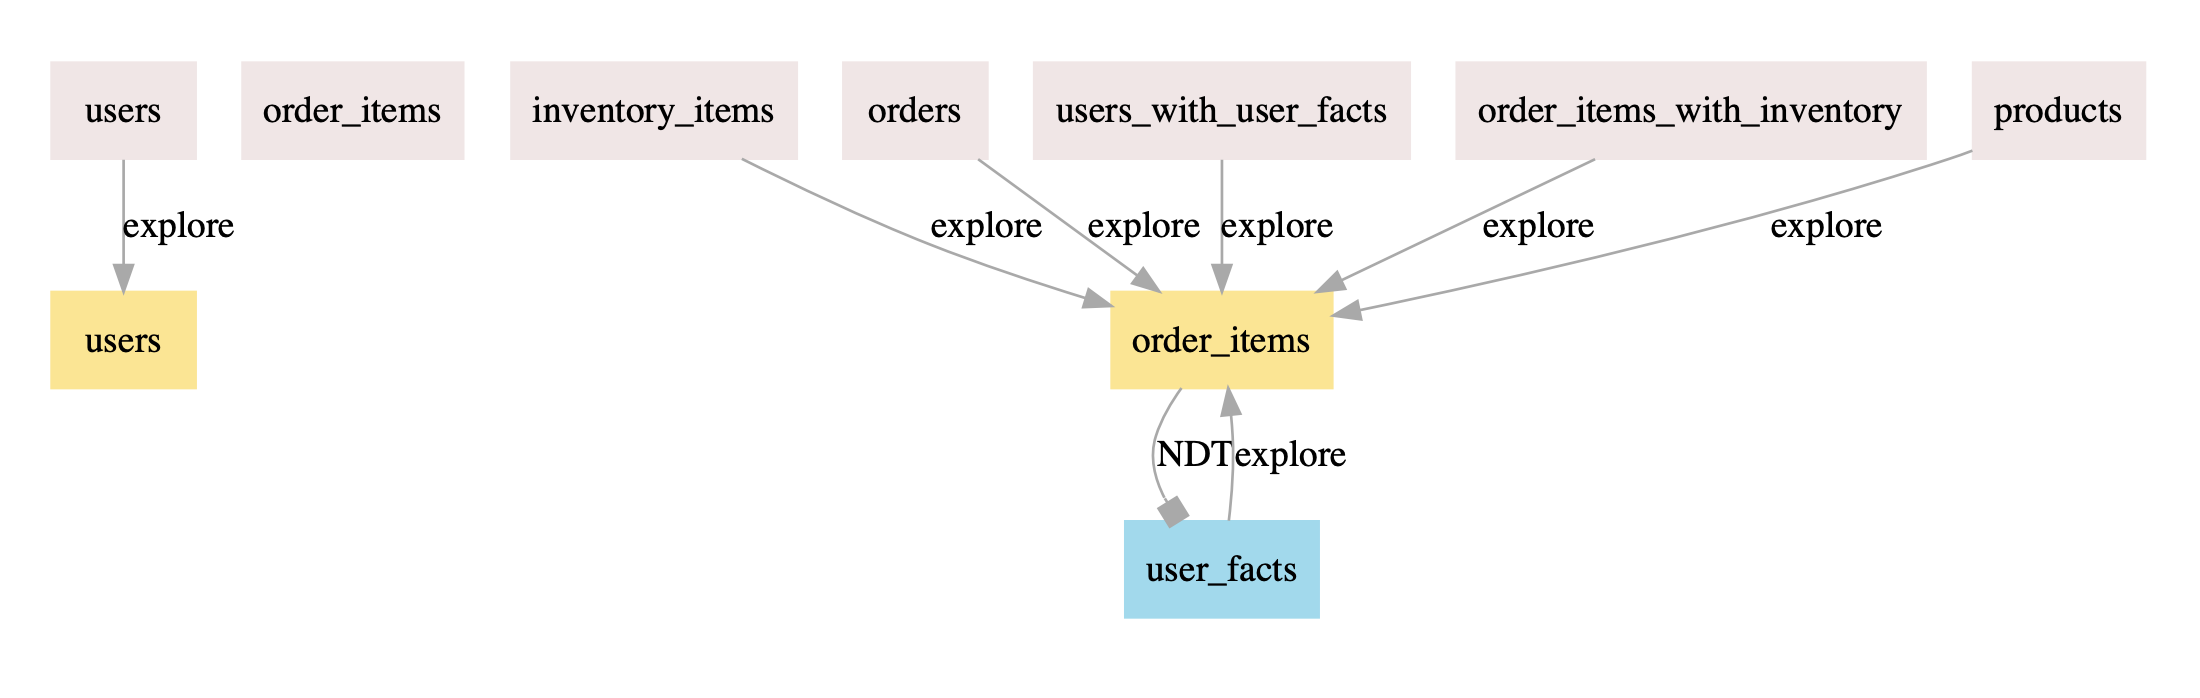 users
order_items
inventory_items
orders
users_with_user_facts
order_items_with_inventory
products
explore
explore
explore
explore
explore
explore
users
order_items
NDT
explore
user_facts